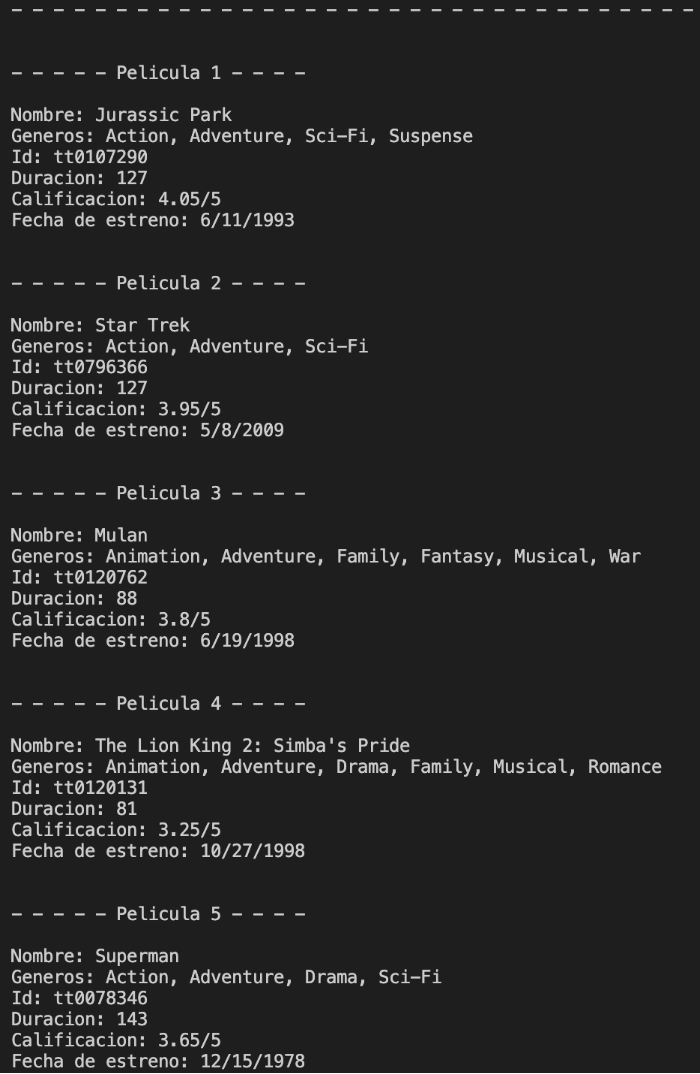 - - - - - - - - - - - - - - - - - - - - - - - - - - - - - - - - -
- - - - - Pelicula 1 - - - -
Nombre: Jurassic Park
Generos: Action, Adventure, Sci-Fi, Suspense
Id: tt0107290
Duracion: 127
Calificacion: 4.05/5
Fecha de estreno: 6/11/1993
- - - - - Pelicula 2 - - - -
Nombre: Star Trek
Generos: Action, Adventure, Sci-Fi
Id: tt0796366
Duracion: 127
Calificacion: 3.95/5
Fecha de estreno: 5/8/2009
- - - - - Pelicula 3 - - - -
Nombre: Mulan
Generos: Animation, Adventure, Family, Fantasy, Musical, War
Id: tt0120762
Duracion: 88
Calificacion: 3.8/5
Fecha de estreno: 6/19/1998
- - - - - Pelicula 4 - - - -
Nombre: The Lion King 2: Simba's Pride
Generos: Animation, Adventure, Drama, Family, Musical, Romance
Id: tt0120131
Duracion: 81
Calificacion: 3.25/5
Fecha de estreno: 10/27/1998
- - - - - Pelicula 5 - - - -
Nombre: Superman
Generos: Action, Adventure, Drama, Sci-Fi
Id: tt0078346
Duracion: 143
Calificacion: 3.65/5
Fecha de estreno: 12/15/1978